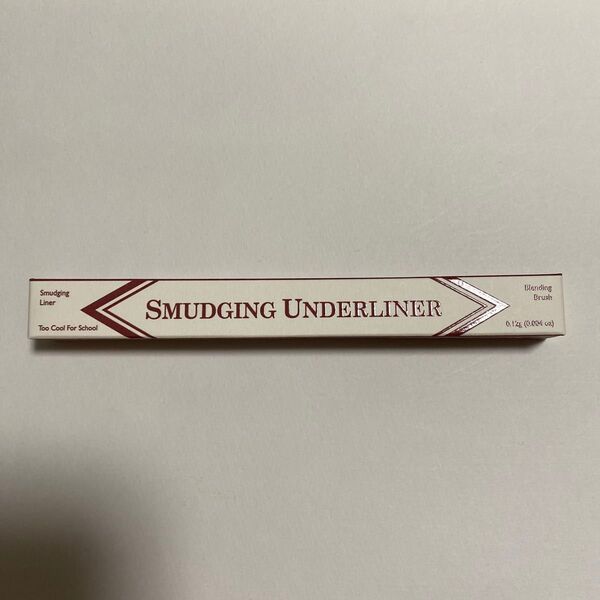 Smudging
Liner
Too Cool For School
SMUDGING UNDERLINER
Blending
Brush
0.12g (0.004 oz)